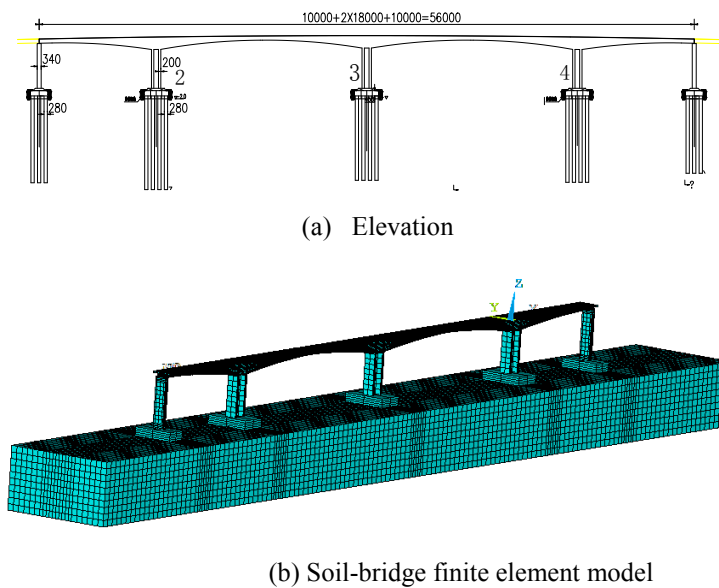 10000+2X18000+10000=56000
340
200
2
3
4
280
280
(a) Elevation
Z
Y
(b) Soil-bridge finite element model